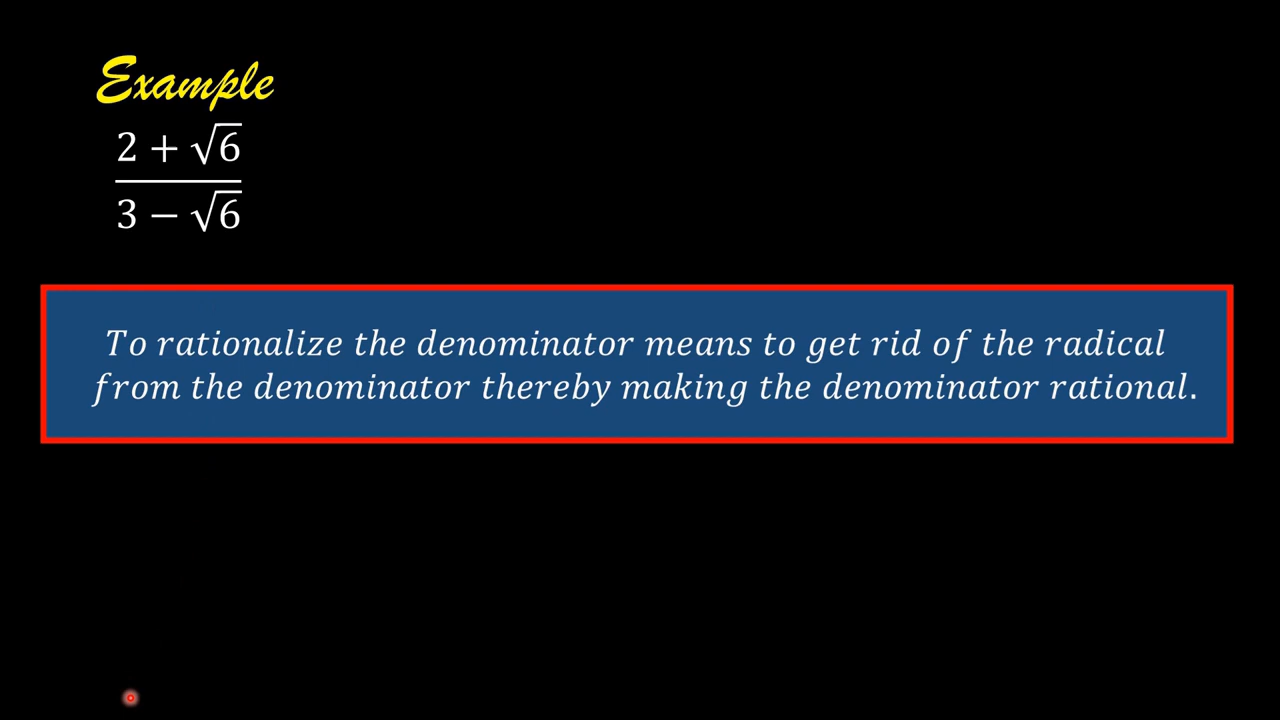 Example
2 + √6
3 − √6
To rationalize the denominator means to get rid of the radical
from the denominator thereby making the denominator rational.